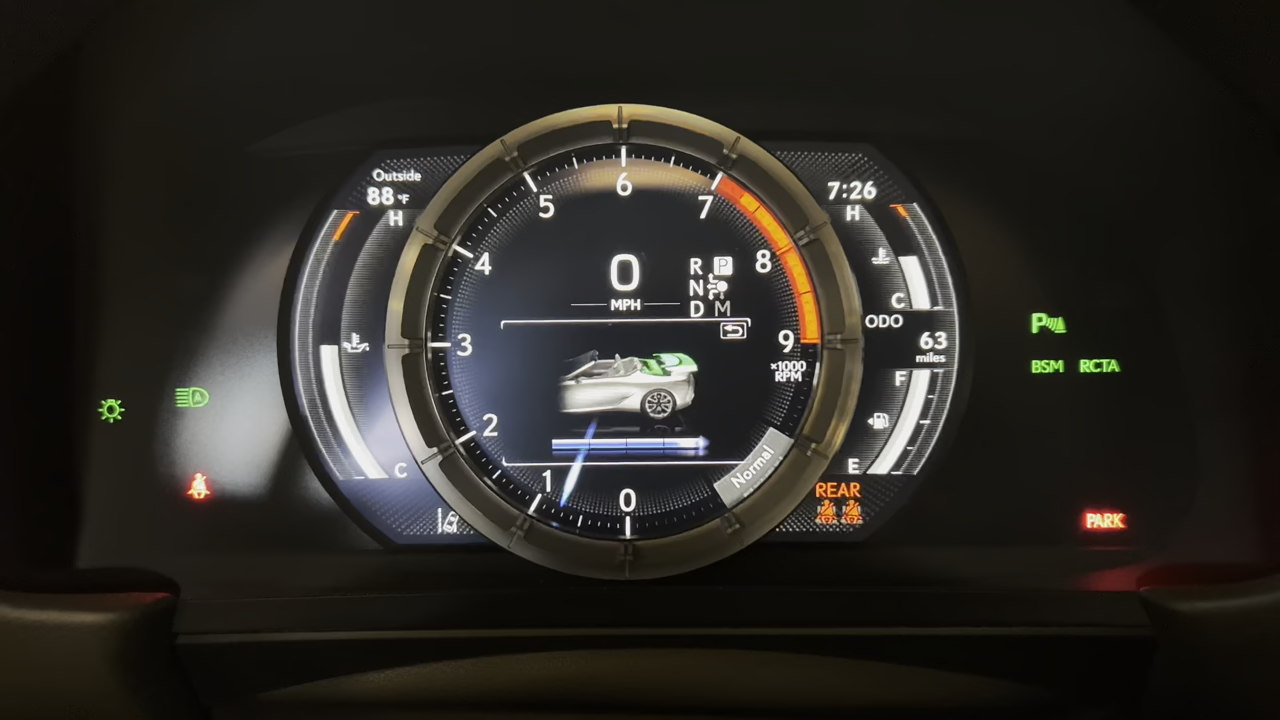 Outside
88°F
H
C
7:26
H
C
ODO
63
miles
F
E
REAR
0
1
2
3
4
5
6
7
8
9
×1000
RPM
0
MPH
R P
N
D M
Normal
A
P
BSM RCTA
PARK